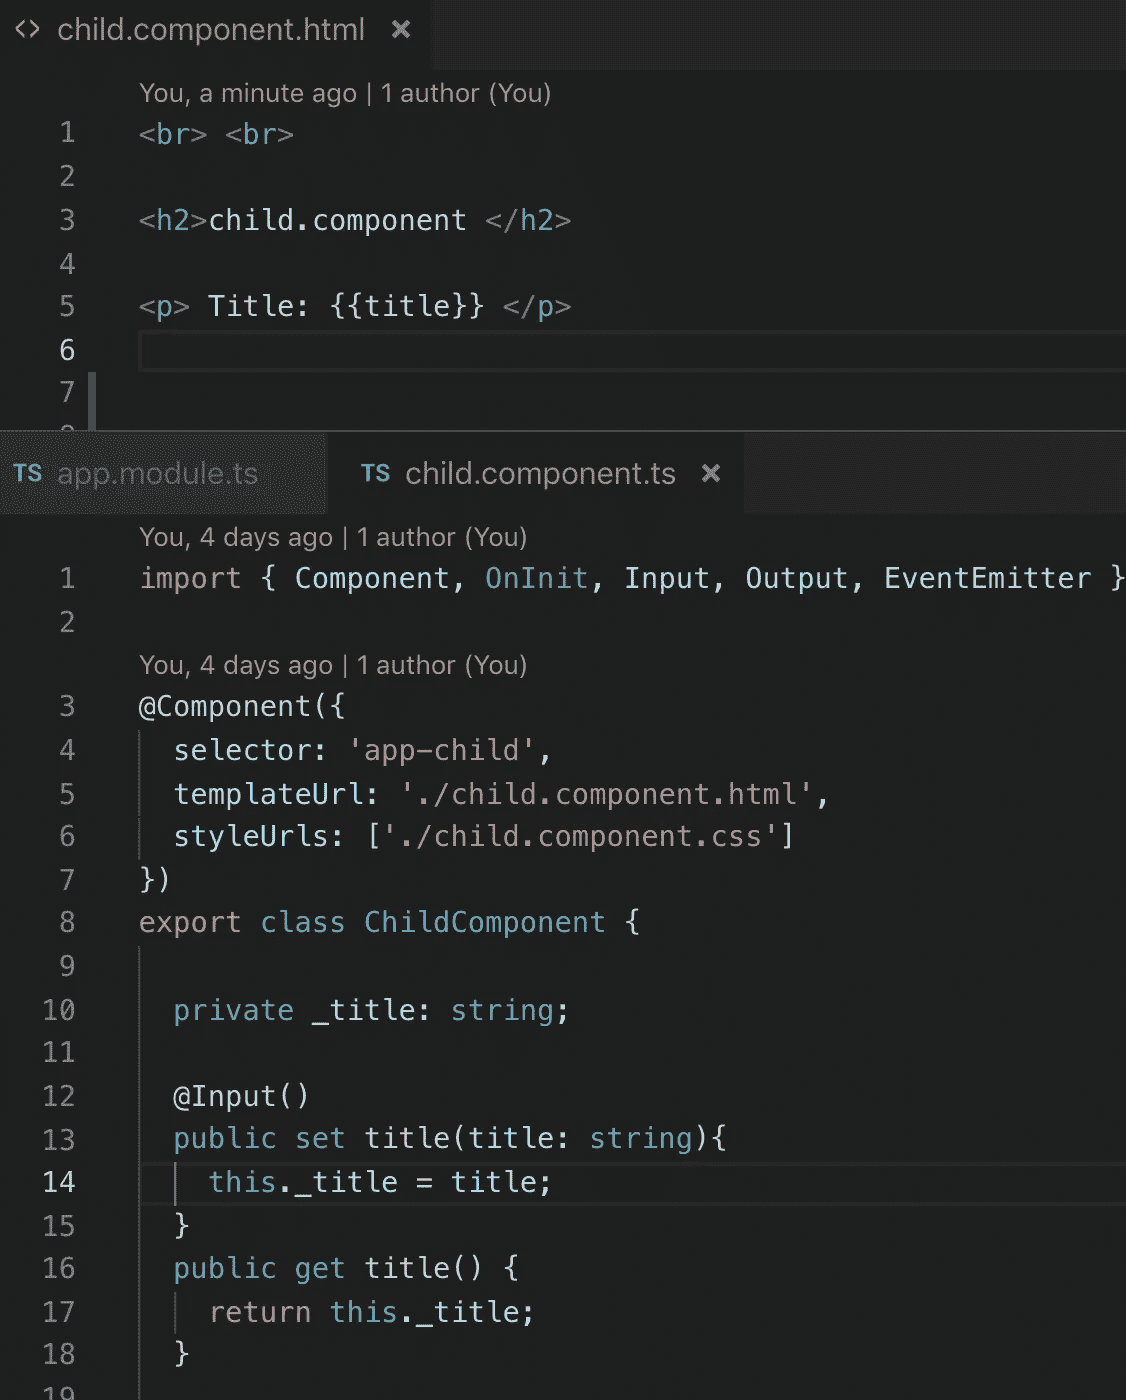 <> child.component.html ×
You, a minute ago | 1 author (You)
1 <br> <br>
2
3 <h2>child.component </h2>
4
5 <p> Title: {{title}} </p>
6
7
TS app.module.ts TS child.component.ts ×
You, 4 days ago | 1 author (You)
1 import { Component, OnInit, Input, Output, EventEmitter }
2
You, 4 days ago | 1 author (You)
3 @Component({
4 selector: 'app-child',
5 templateUrl: './child.component.html',
6 styleUrls: ['./child.component.css']
7 })
8 export class ChildComponent {
9
10 private _title: string;
11
12 @Input()
13 public set title(title: string){
14 this._title = title;
15 }
16 public get title() {
17 return this._title;
18 }
19